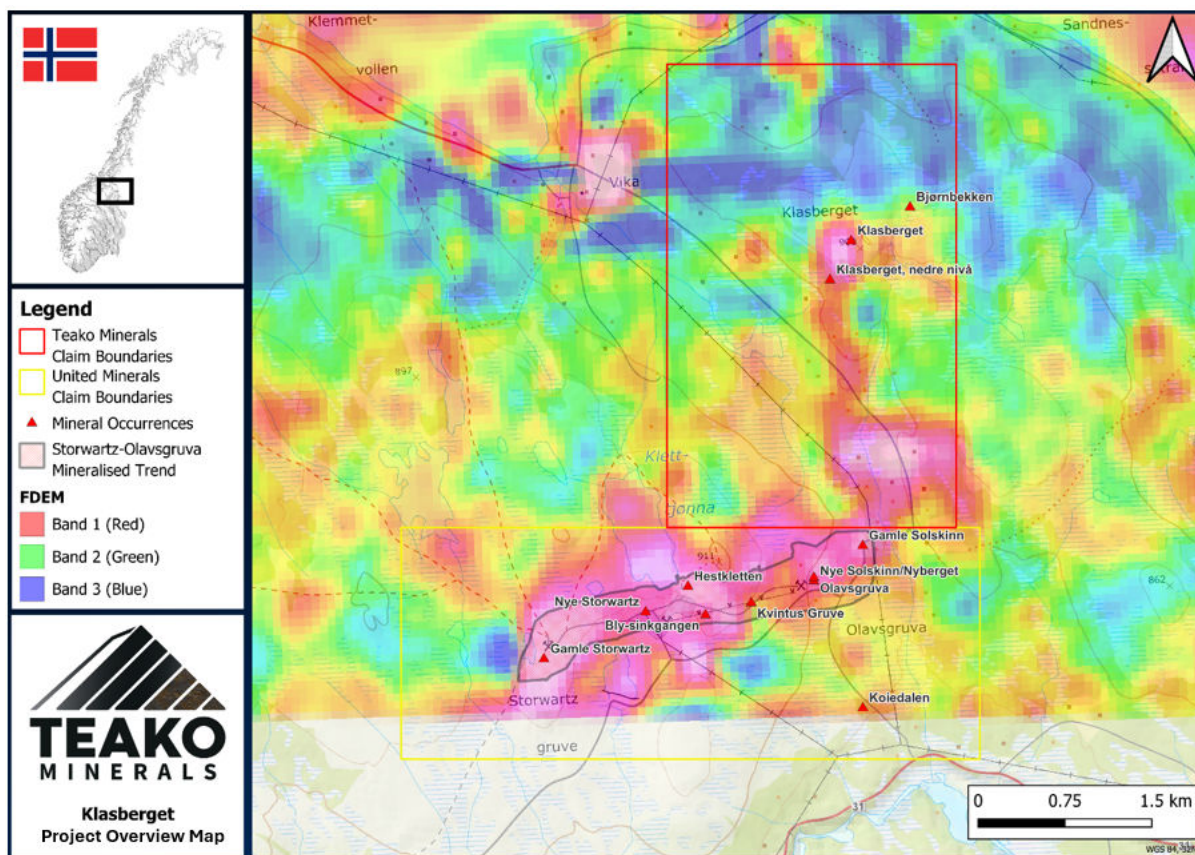 Legend
Teako Minerals
Claim Boundaries
United Minerals
Claim Boundaries
Mineral Occurrences
Storwartz-Olavsgruva
Mineralised Trend
FDEM
Band 1 (Red)
Band 2 (Green)
Band 3 (Blue)
TEAKO
MINERALS
Klasberget
Project Overview Map
Klemmet-
vollen
Sandnes-
Vika
Klasberget
Bjørnbekken
Klasberget
Klasberget, nedre nivå
897
Klett-
tjønna
911
Gamle Solskinn
Hestkletten
Nye Solskinn/Nyberget
Olavsgruva
862
Nye Storwartz
Kvintus Gruve
Bly-sinkgangen
Olavsgruva
Gamle Storwartz
Storwartz
Koiedalen
gruve
31
0
0.75
1.5 km
31